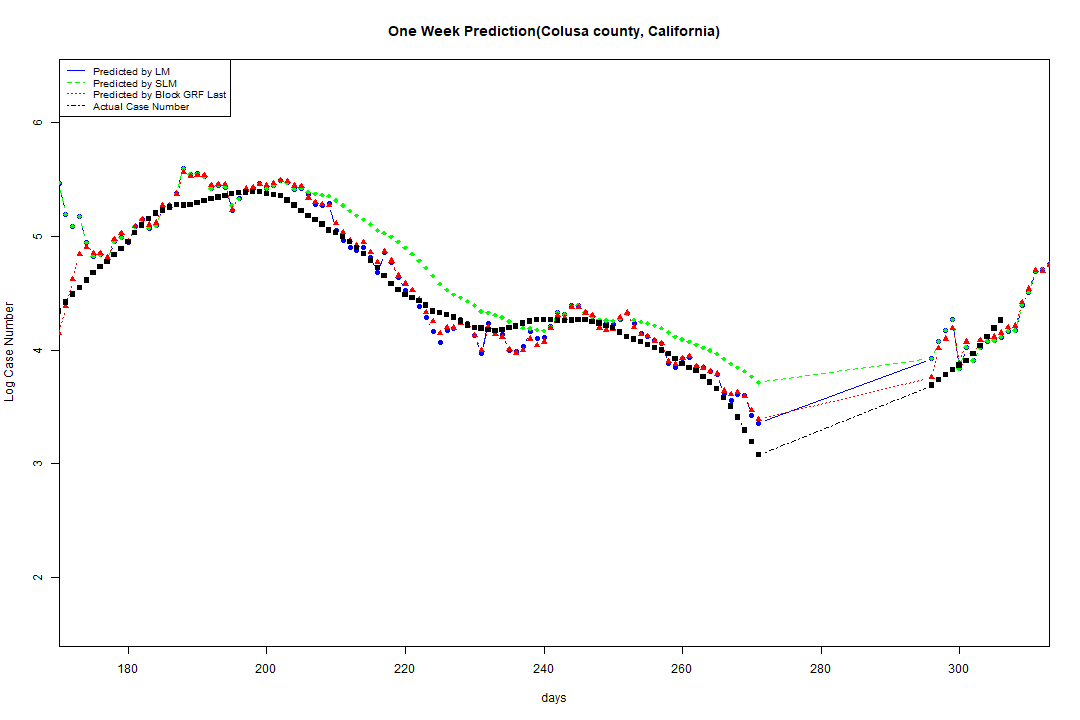 One Week Prediction(Colusa county, California)
Predicted by LM
Predicted by SLM
Predicted by Block GRF Last
Actual Case Number
Log Case Number
6
5
4
3
2
180 200 220 240 260 280 300
days